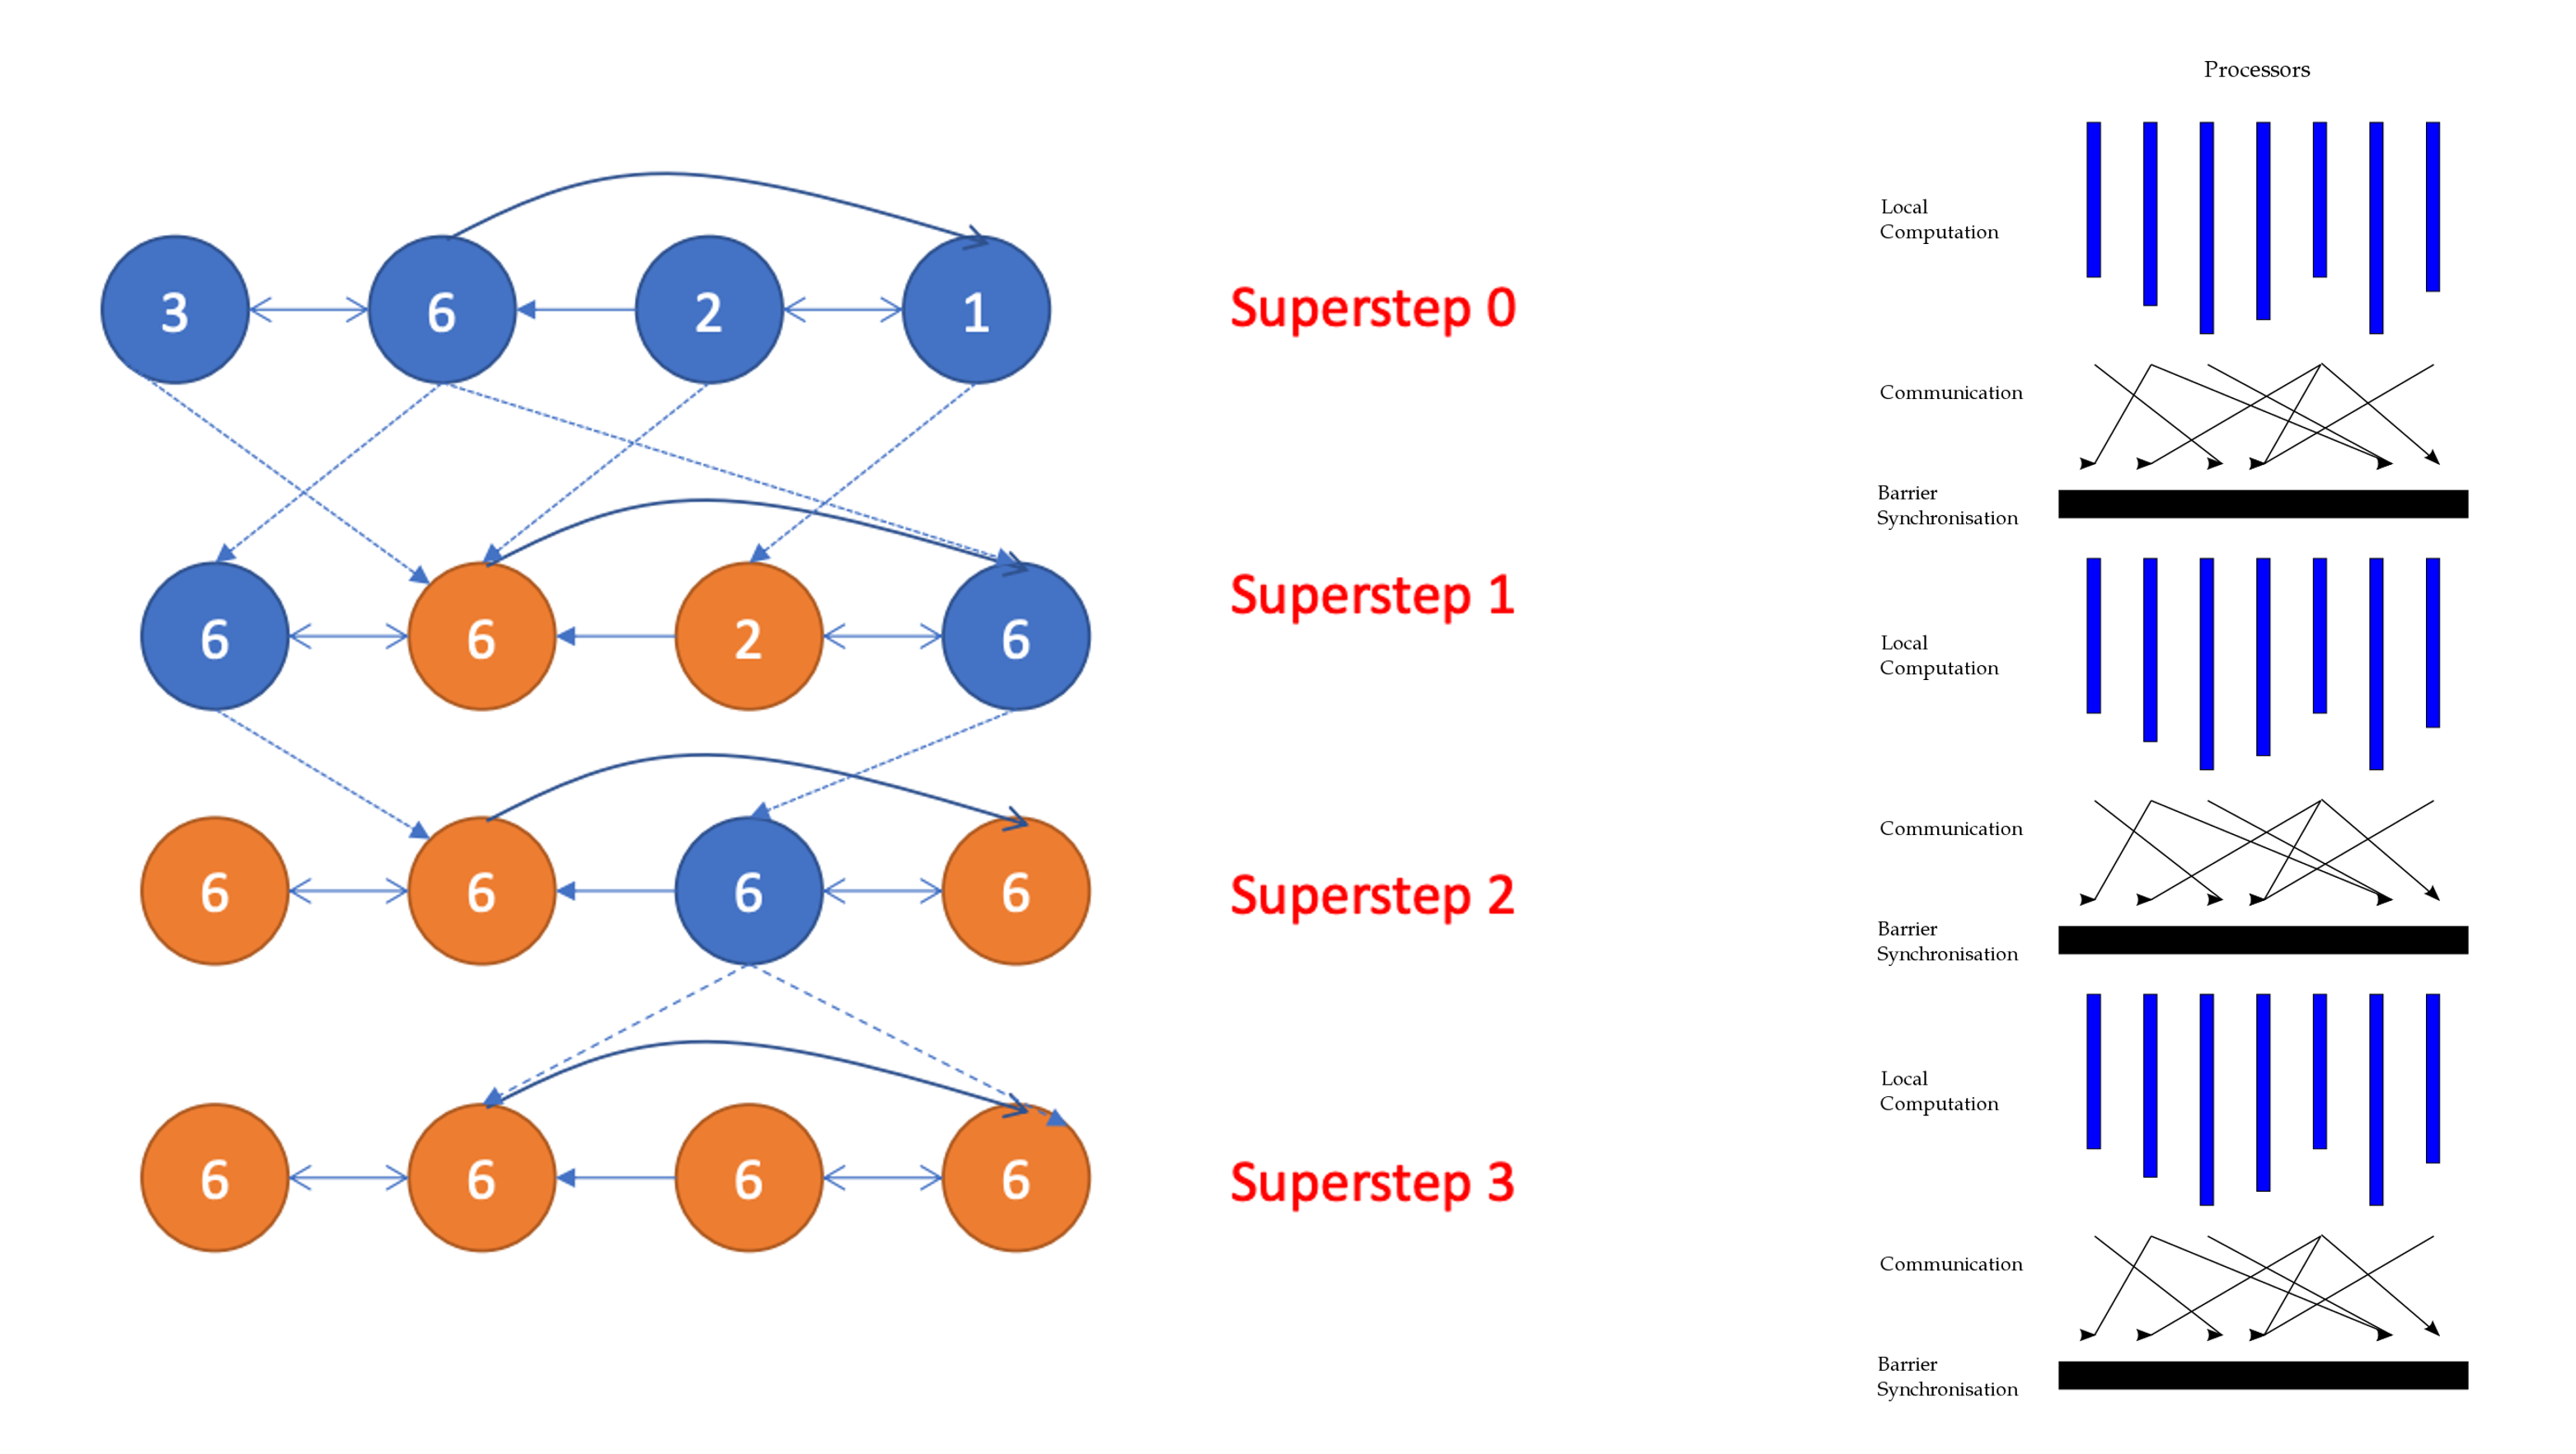 3 6 2 1
Superstep 0
6 6 2 6
Superstep 1
6 6 6 6
Superstep 2
6 6 6 6
Superstep 3
Processors
Local
Computation
Communication
Barrier
Synchronisation
Local
Computation
Communication
Barrier
Synchronisation
Local
Computation
Communication
Barrier
Synchronisation